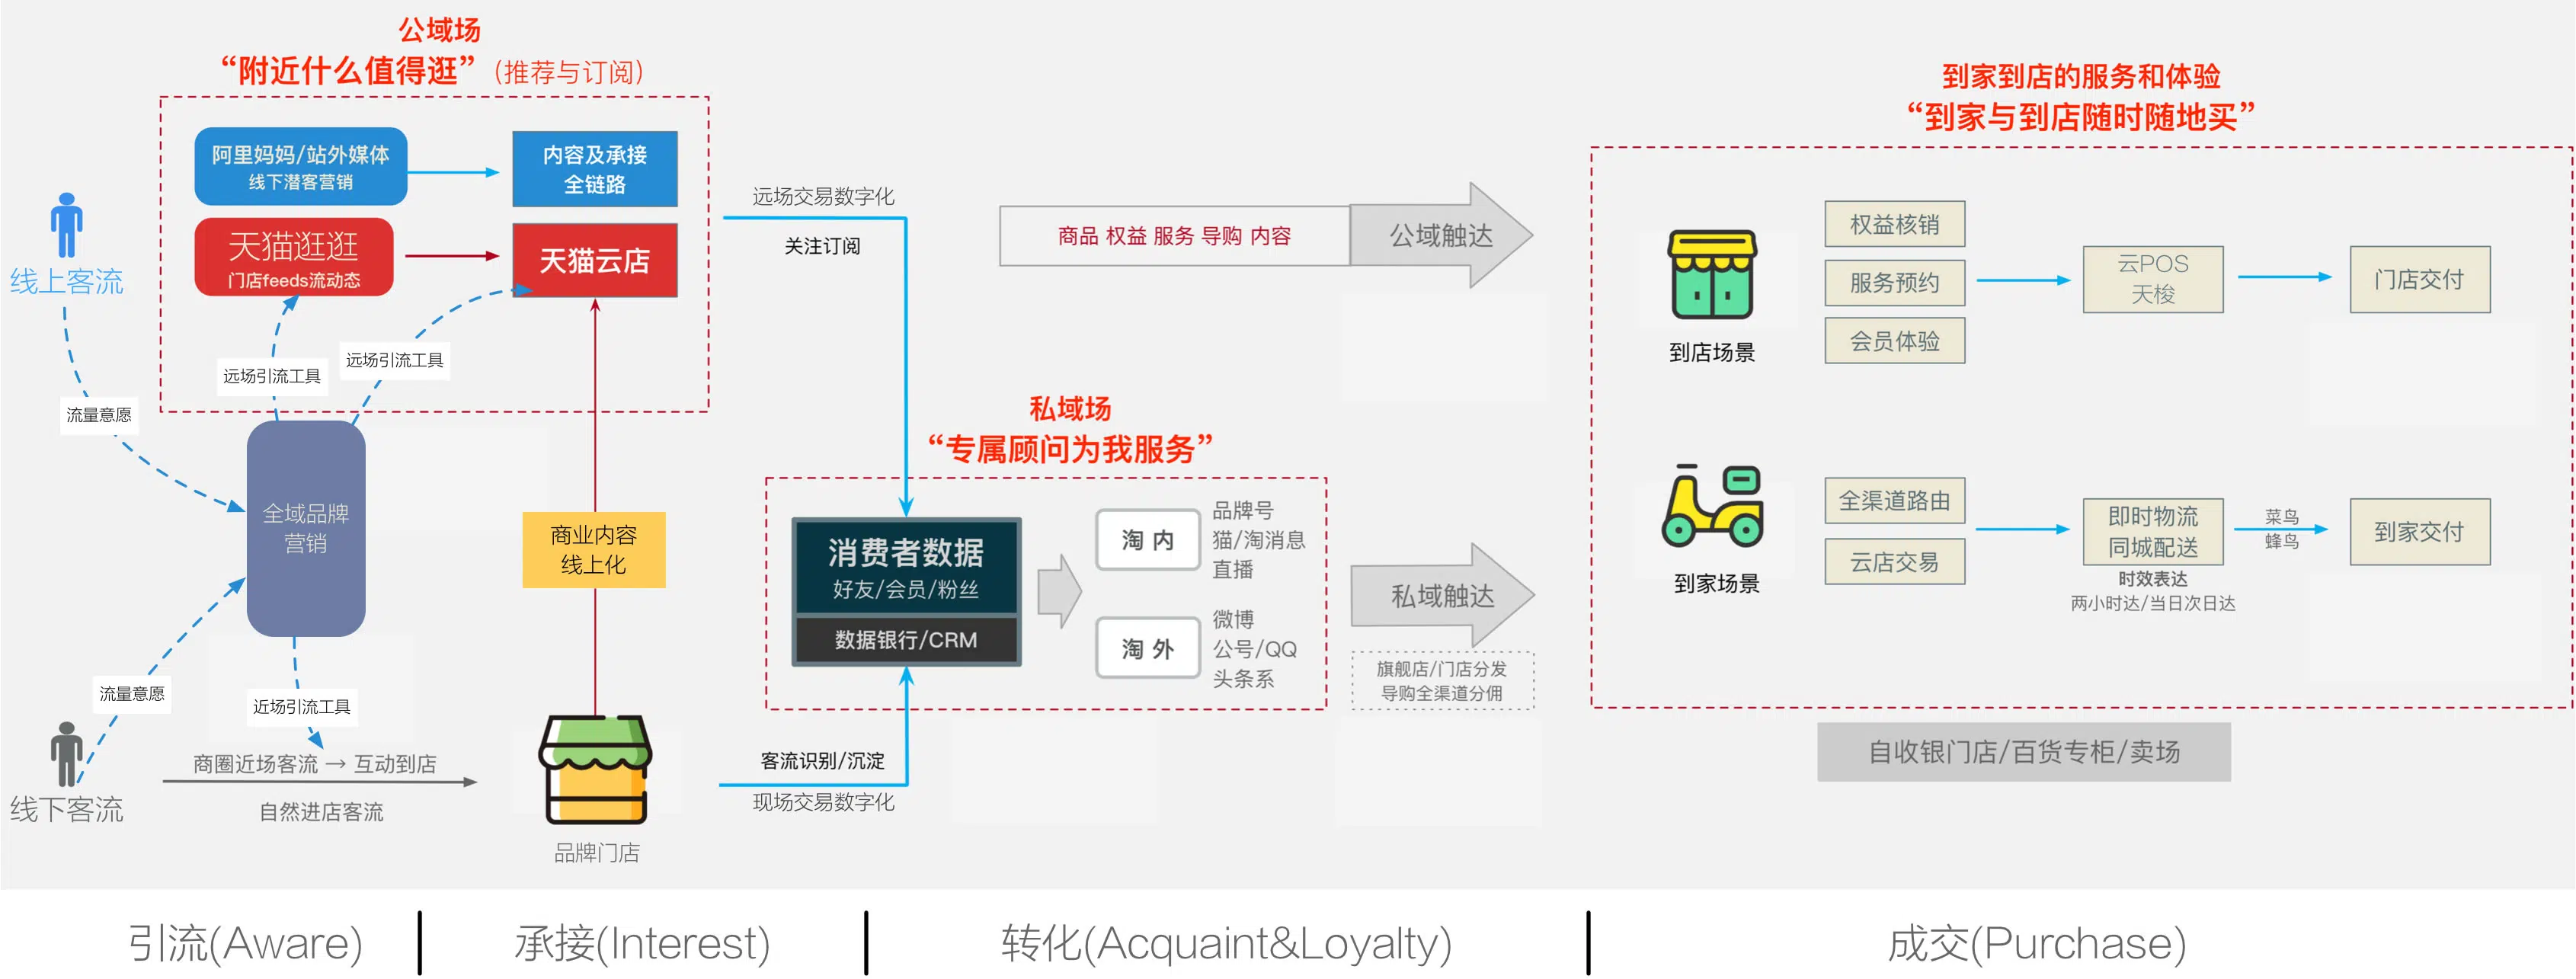 公域场
“附近什么值得逛”（推荐与订阅）
阿里妈妈/站外媒体
线下潜客营销
内容及承接
全链路
天猫逛逛
门店feeds流动态
天猫云店
线上客流
远场引流工具
远场引流工具
流量意愿
全域品牌
营销
流量意愿
近场引流工具
线下客流
商圈近场客流 → 互动到店
自然进店客流
商业内容
线上化
品牌门店
远场交易数字化
关注订阅
私域场
“专属顾问为我服务”
消费者数据
好友/会员/粉丝
数据银行/CRM
淘 内
品牌号
猫/淘消息
直播
淘 外
微博
公号/QQ
头条系
客流识别/沉淀
现场交易数字化
商品 权益 服务 导购 内容
公域触达
私域触达
旗舰店/门店分发
导购全渠道分佣
到家到店的服务和体验
“到家与到店随时随地买”
到店场景
权益核销
服务预约
会员体验
云POS
天梭
门店交付
到家场景
全渠道路由
云店交易
即时物流
同城配送
时效表达
两小时达/当日次日达
菜鸟
蜂鸟
到家交付
自收银门店/百货专柜/卖场
引流(Aware)
承接(Interest)
转化(Acquaint&Loyalty)
成交(Purchase)